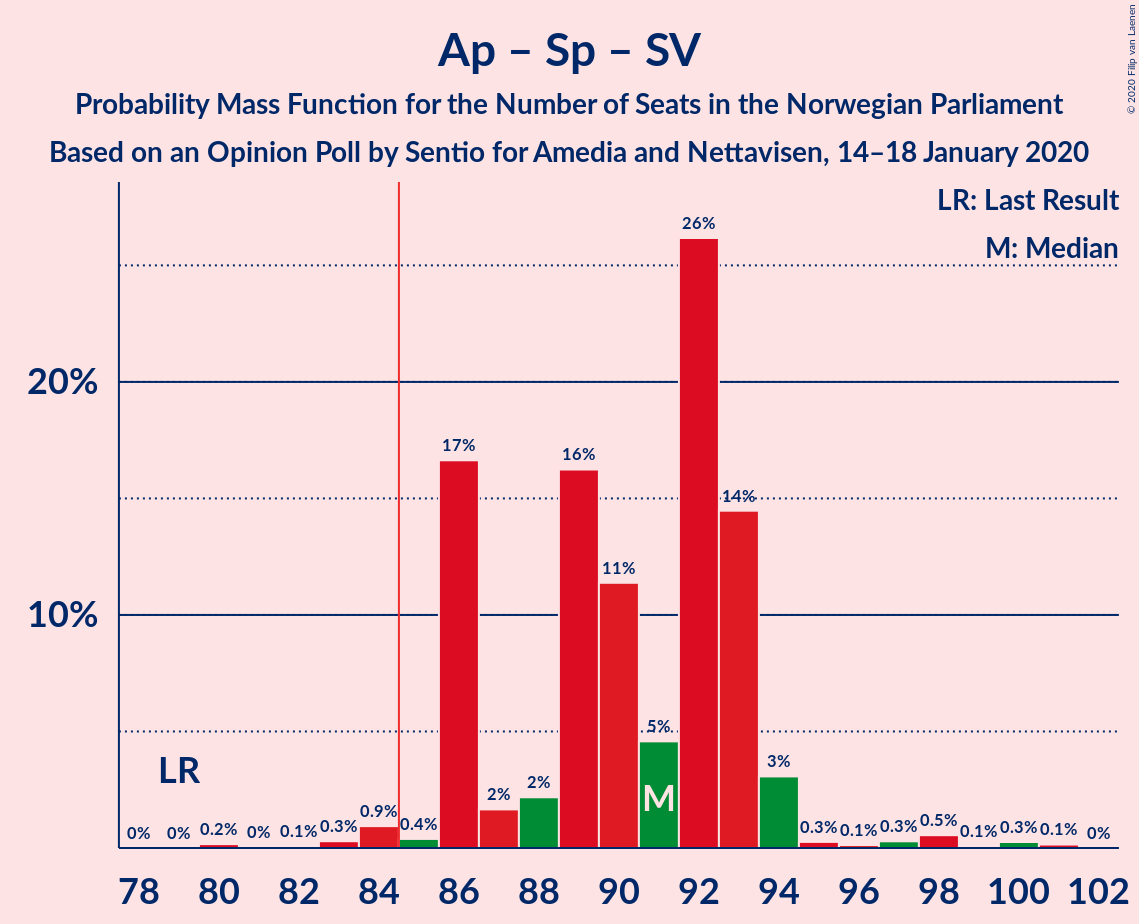 Ap – Sp – SV
Probability Mass Function for the Number of Seats in the Norwegian Parliament
Based on an Opinion Poll by Sentio for Amedia and Nettavisen, 14–18 January 2020
© 2020 Filip van Laenen
LR: Last Result
M: Median
26%
20%
17%
16%
14%
11%
10%
5%
LR
M
3%
2%
2%
0% 0% 0.2% 0% 0.1% 0.3% 0.9% 0.4%
0.3% 0.1% 0.3% 0.5% 0.1% 0.3% 0.1% 0%
78 80 82 84 86 88 90 92 94 96 98 100 102